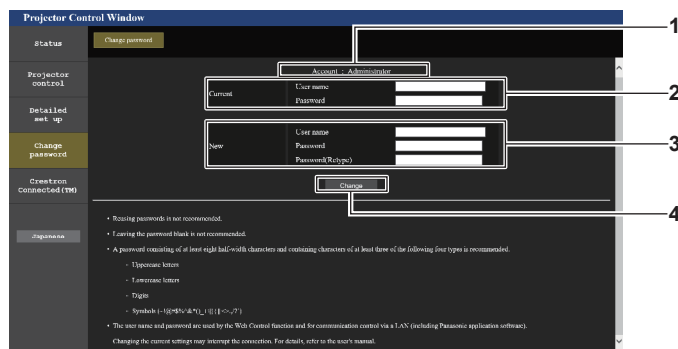 Projector Control Window
Status
Change password
Projector
control
Detailed
set up
Change
password
Crestron
Connected(TM)
Japanese
Account : Administrator
Current
User name
Password
New
User name
Password
Password(Retype)
Change
1
2
3
4
• Reusing passwords is not recommended.
• Leaving the password blank is not recommended.
• A password consisting of at least eight half-width characters and containing characters of at least three of the following four types is recommended.
- Uppercase letters
- Lowercase letters
- Digits
- Symbols
• The user name and password are used by the Web Control function and for communication control via a LAN (including Panasonic application software).
Changing the current settings may interrupt the connection. For details, refer to the user's manual.